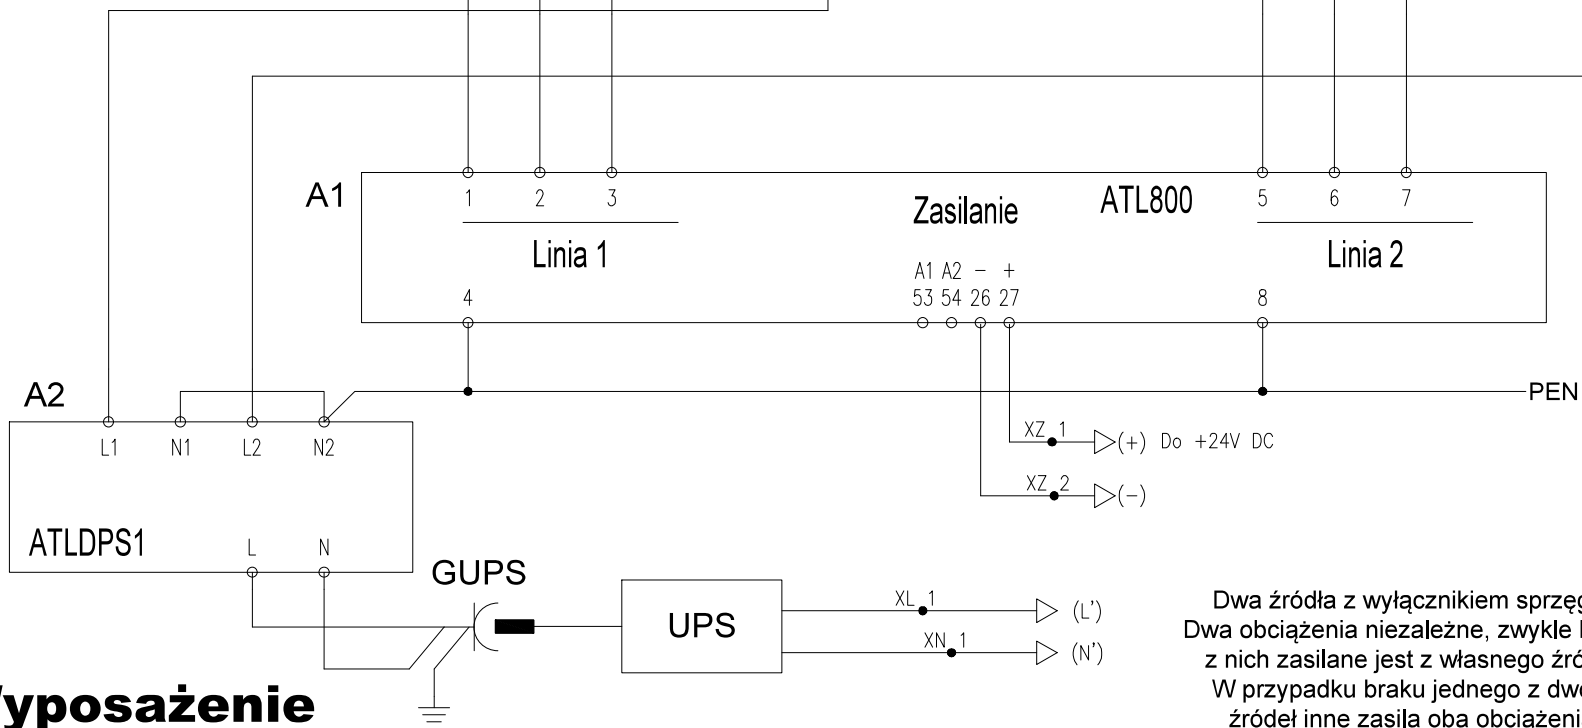 A1
1 2 3
Zasilanie
ATL800
5 6 7
Linia 1
Linia 2
A1 A2 - +
4
53 54 26 27
8
A2
PEN
L1 N1 L2 N2
XZ_1
(+) Do +24V DC
XZ_2
(-)
ATLDPS1
L N
GUPS
UPS
XL_1
(L')
XN_1
(N')
Dwa źródła z wyłącznikiem
Dwa obciążenia niezależne, zwykle
z nich zasilane jest z własnego
W przypadku braku jednego z
źródeł inne zasila oba